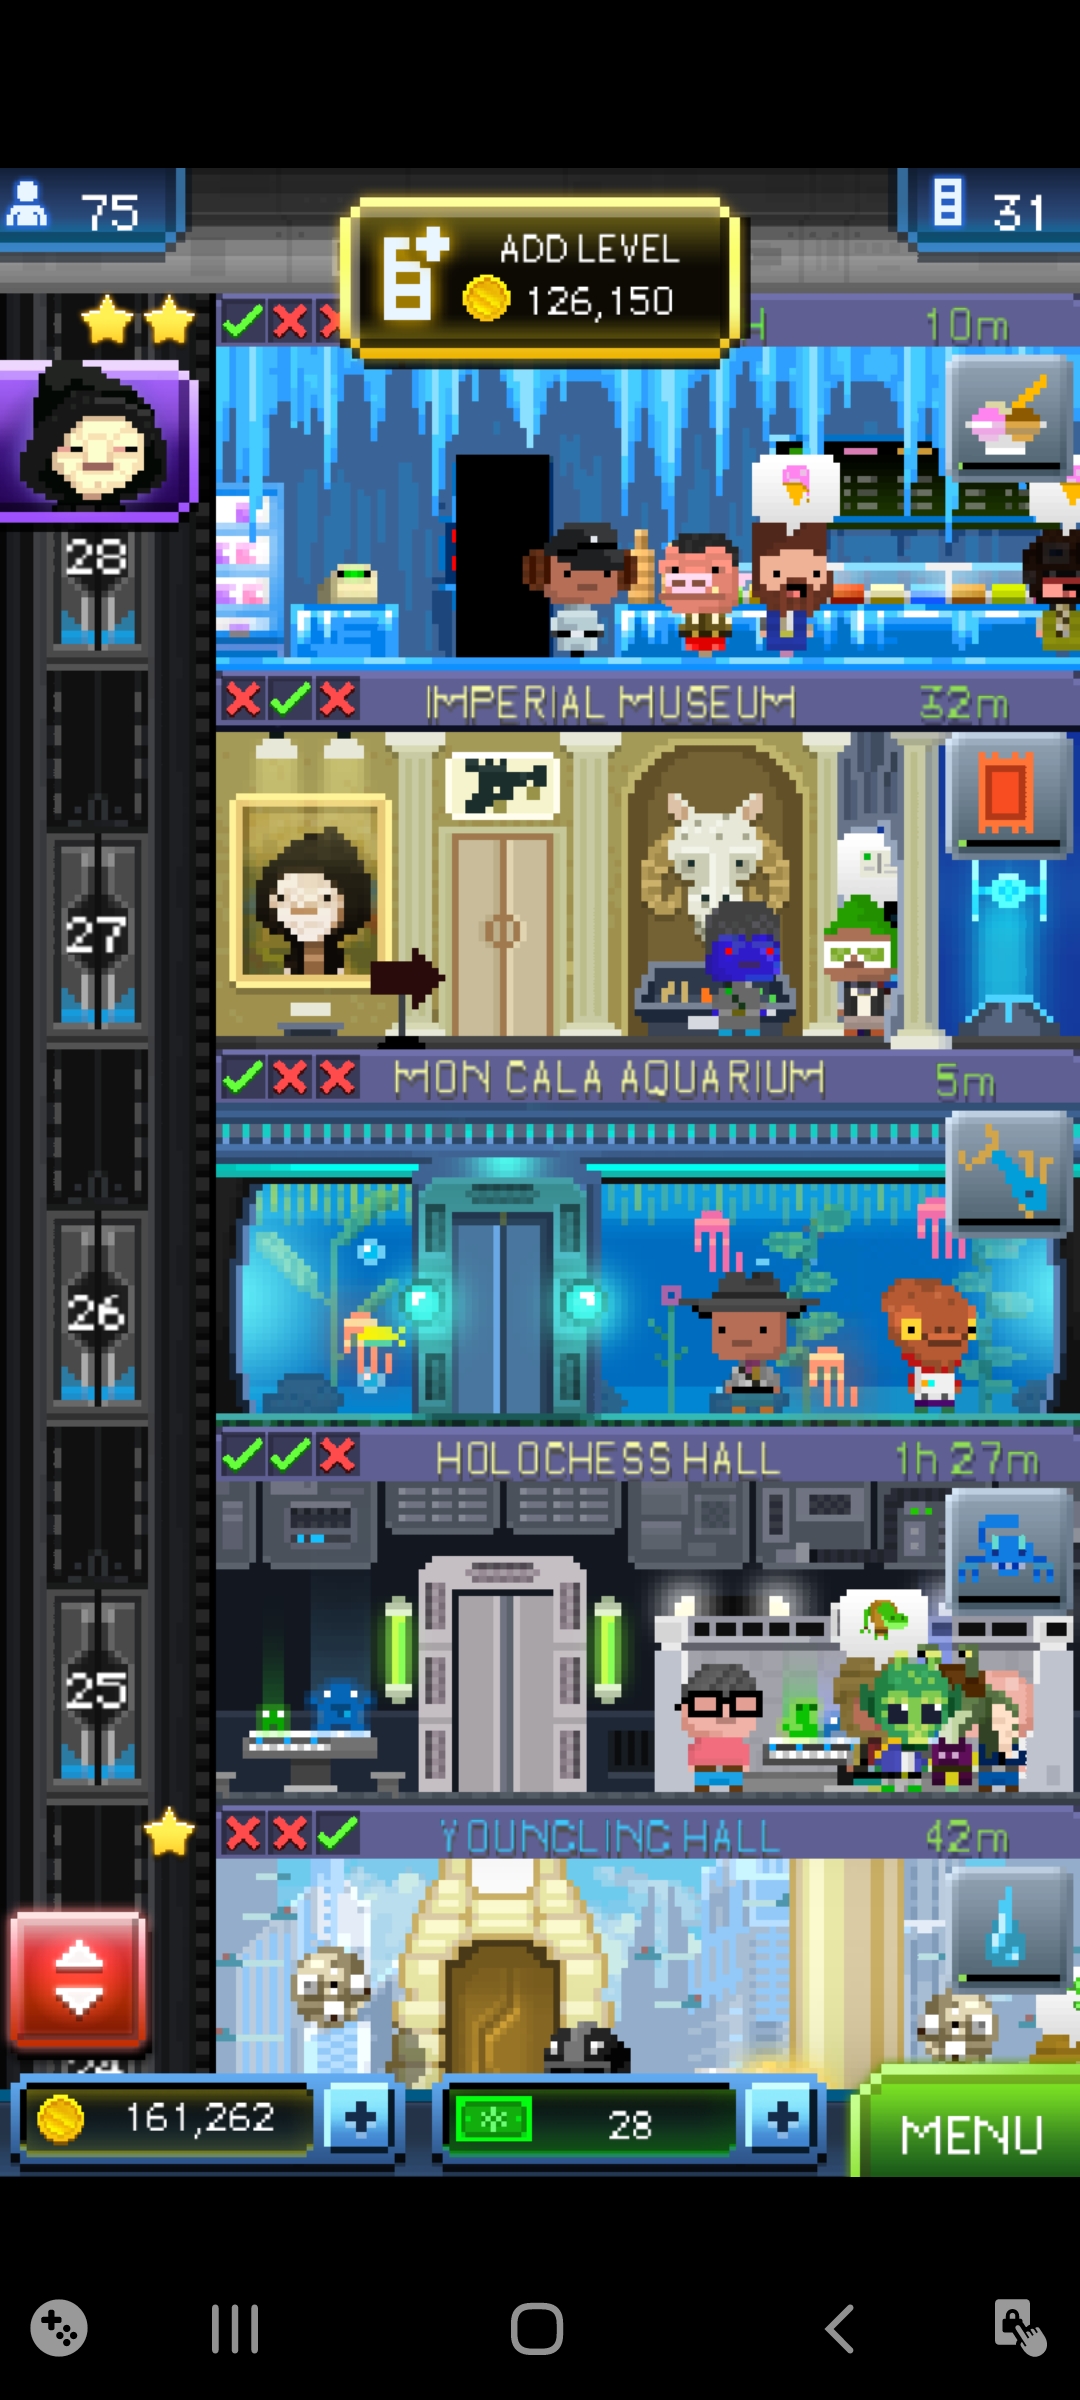 75
31
ADD LEVEL
126,150
10m
28
IMPERIAL MUSEUM
32m
27
MON CALA AQUARIUM
5m
26
HOLOCHESS HALL
1h 27m
25
YOUNGLING HALL
42m
161,262
28
MENU